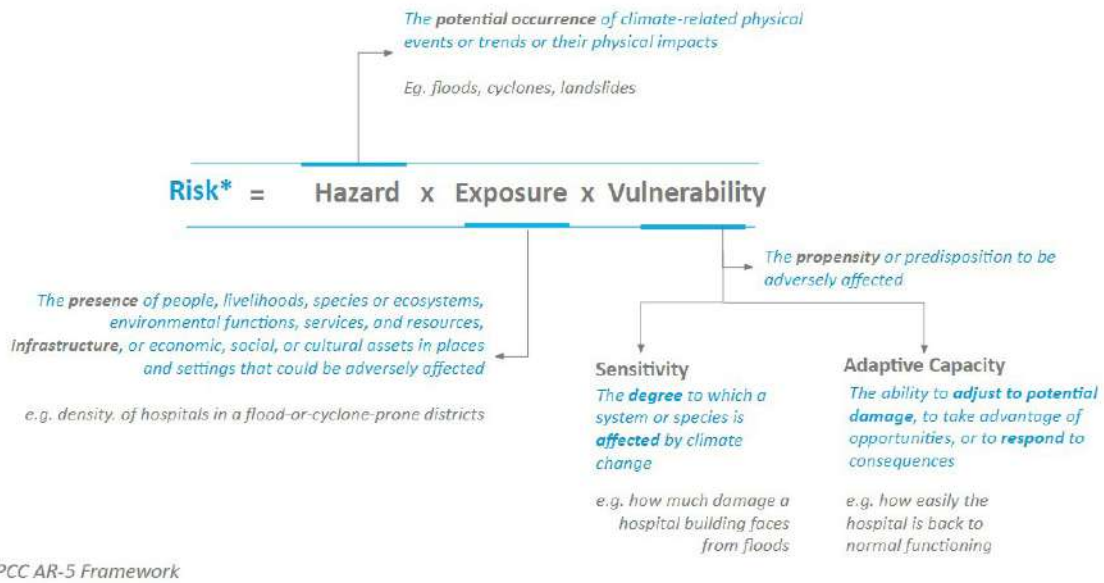 The potential occurrence of climate-related physical
events or trends or their physical impacts
Eg. floods, cyclones, landslides
Risk* = Hazard x Exposure x Vulnerability
The propensity or predisposition to be
adversely affected
The presence of people, livelihoods, species or ecosystems,
environmental functions, services, and resources,
infrastructure, or economic, social, or cultural assets in places
and settings that could be adversely affected
e.g. density. of hospitals in a flood-or-cyclone-prone districts
Sensitivity
The degree to which a
system or species is
affected by climate
change
e.g. how much damage a
hospital building faces
from floods
Adaptive Capacity
The ability to adjust to potential
damage, to take advantage of
opportunities, or to respond to
consequences
e.g. how easily the
hospital is back to
normal functioning
PCC AR-5 Framework